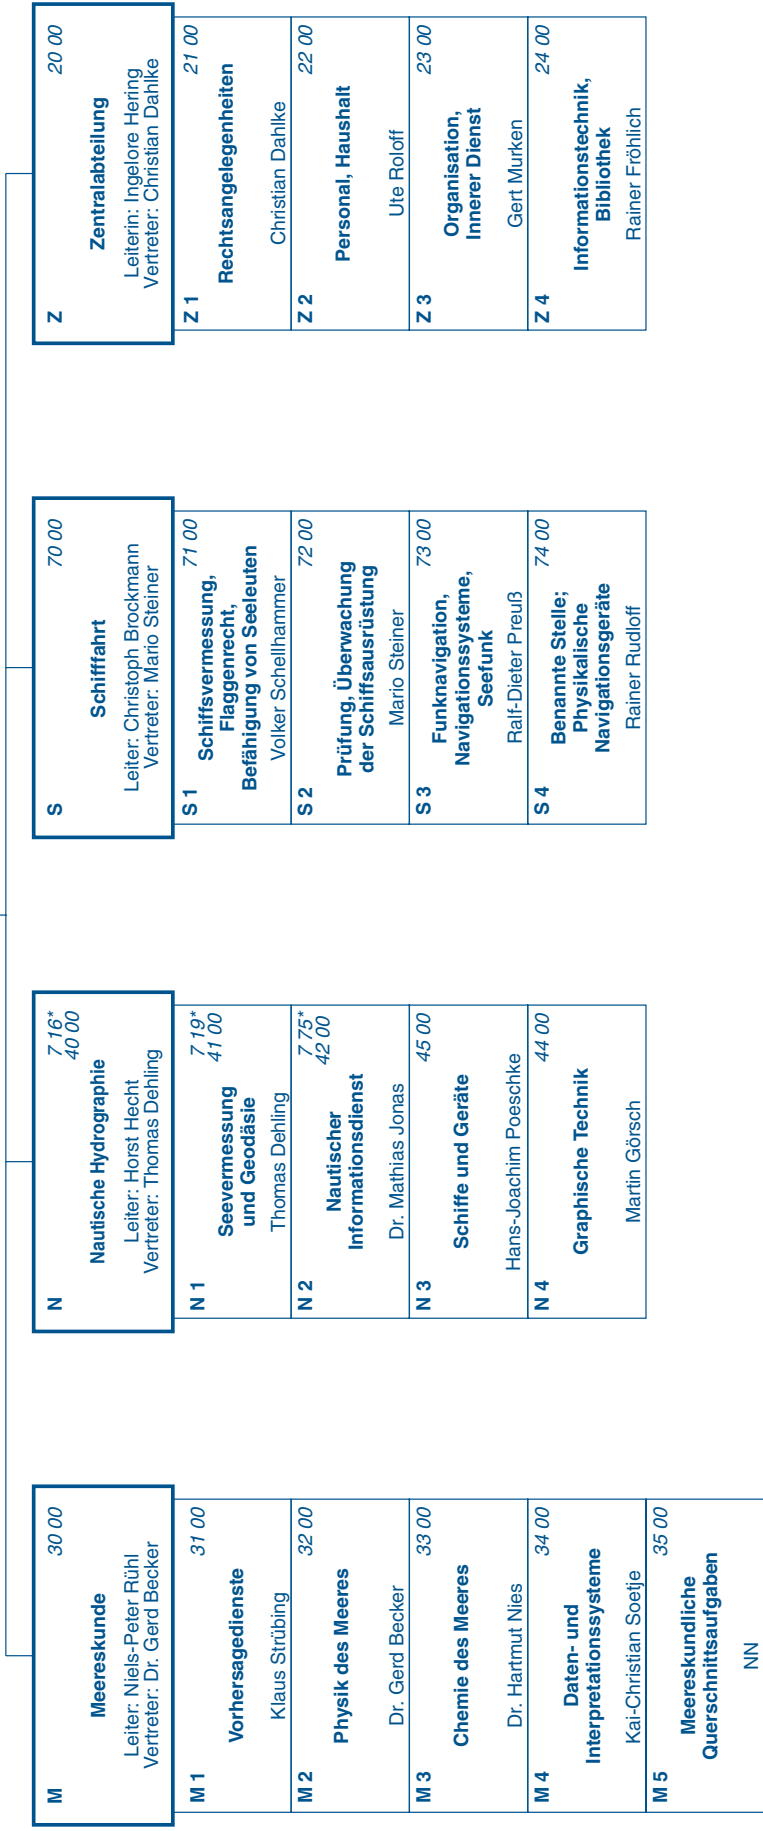 M 30 00
Meereskunde
Leiter: Niels-Peter Rühl
Vertreter: Dr. Gerd Becker
M 1 31 00
Vorhersagedienste
Klaus Strübing
M 2 32 00
Physik des Meeres
Dr. Gerd Becker
M 3 33 00
Chemie des Meeres
Dr. Hartmut Nies
M 4 34 00
Daten- und
Interpretationssysteme
Kai-Christian Soetje
M 5 35 00
Meereskundliche
Querschnittsaufgaben
NN
N 7 16*
40 00
Nautische Hydrographie
Leiter: Horst Hecht
Vertreter: Thomas Dehling
N 1 7 19*
41 00
Seevermessung
und Geodäsie
Thomas Dehling
N 2 7 75*
42 00
Nautischer
Informationsdienst
Dr. Mathias Jonas
N 3 45 00
Schiffe und Geräte
Hans-Joachim Poeschke
N 4 44 00
Graphische Technik
Martin Görsch
S 70 00
Schifffahrt
Leiter: Christoph Brockmann
Vertreter: Mario Steiner
S 1 71 00
Schiffsvermessung,
Flaggenrecht,
Befähigung von Seeleuten
Volker Schellhammer
S 2 72 00
Prüfung, Überwachung
der Schiffsausrüstung
Mario Steiner
S 3 73 00
Funknavigation,
Navigationssysteme,
Seefunk
Ralf-Dieter Preuß
S 4 74 00
Benannte Stelle;
Physikalische
Navigationsgeräte
Rainer Rudloff
Z 20 00
Zentralabteilung
Leiterin: Ingelore Hering
Vertreter: Christian Dahlke
Z 1 21 00
Rechtsangelegenheiten
Christian Dahlke
Z 2 22 00
Personal, Haushalt
Ute Roloff
Z 3 23 00
Organisation,
Innerer Dienst
Gert Murken
Z 4 24 00
Informationstechnik,
Bibliothek
Rainer Fröhlich